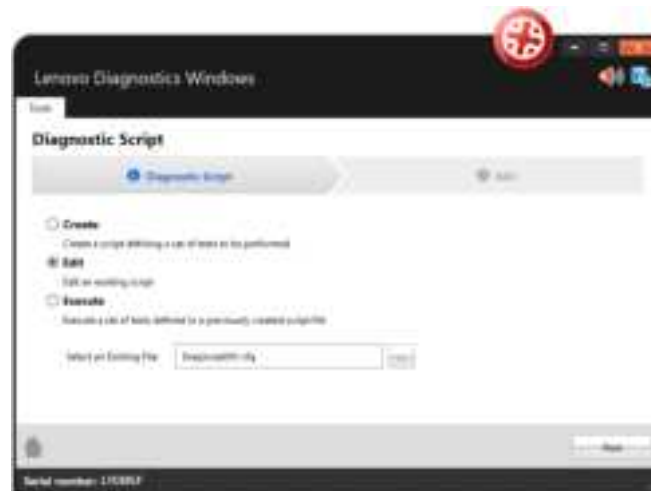 Lenovo Diagnostics Windows
Tools
Diagnostic Script
Diagnostic Script
Edit
Create
Create a script defining a set of tests to be performed
Edit
Edit an existing script
Execute
Execute a set of tests defined in a previously created script file
Select an Existing File
Next
Serial number: